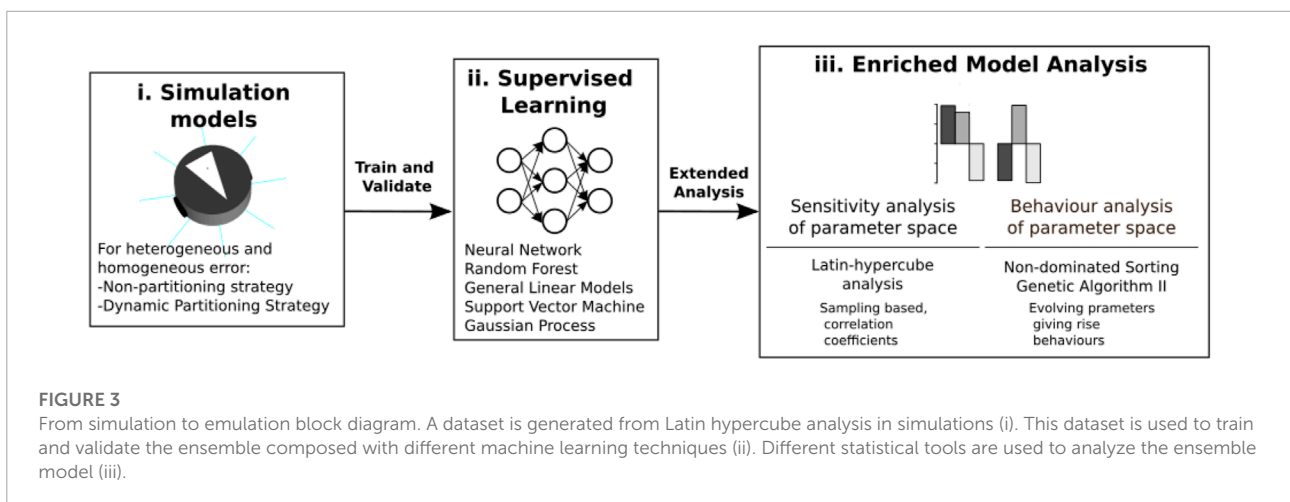 i. Simulation
models
For heterogeneous and
homogeneous error:
-Non-partitioning strategy
-Dynamic Partitioning Strategy
Train and
Validate
ii. Supervised
Learning
Neural Network
Random Forest
General Linear Models
Support Vector Machine
Gaussian Process
Extended
Analysis
iii. Enriched Model Analysis
Sensitivity analysis
of parameter space
Latin-hypercube
analysis
Sampling based,
correlation
coefficients
Behaviour analysis
of parameter space
Non-dominated Sorting
Genetic Algorithm II
Evolving prameters
giving rise
behaviours
FIGURE 3
From simulation to emulation block diagram. A dataset is generated from Latin hypercube analysis in simulations (i). This dataset is used to train
and validate the ensemble composed with different machine learning techniques (ii). Different statistical tools are used to analyze the ensemble
model (iii).